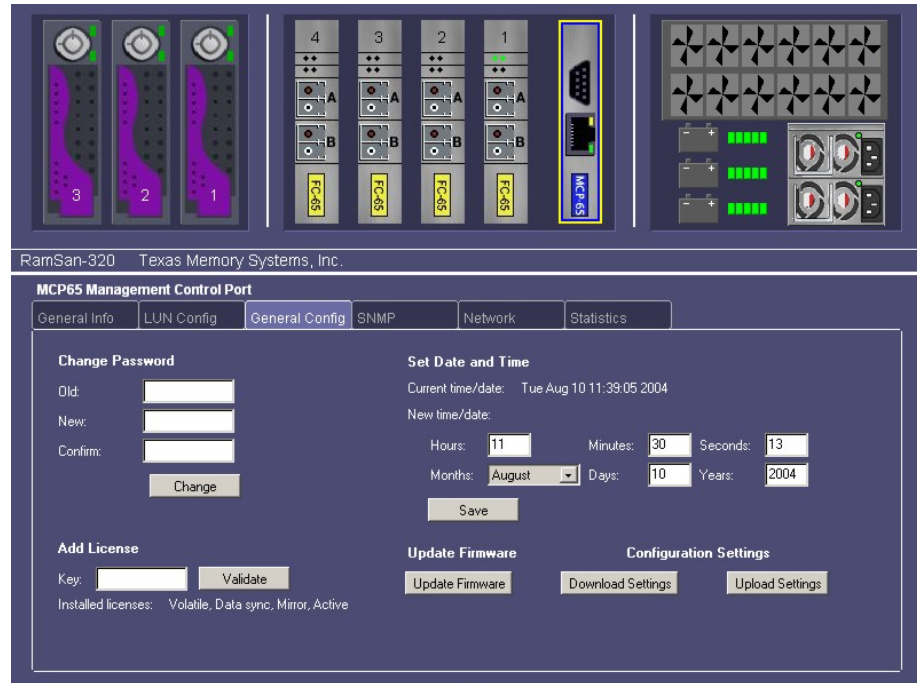 4 3 2 1
A A A A
B B B B
3 2 1
FC-65 FC-65 FC-65 FC-65 MCP-65
- + 
- + 
- + 
RamSan-320 Texas Memory Systems, Inc.
MCP65 Management Control Port
General Info LUN Config General Config SNMP Network Statistics
Change Password
Old:
New:
Confirm:
Change
Set Date and Time
Current time/date: Tue Aug 10 11:39:05 2004
New time/date:
Hours: 11 Minutes: 30 Seconds: 13
Months: August Days: 10 Years: 2004
Save
Add License
Key: Validate
Installed licenses: Volatile, Data sync, Mirror, Active
Update Firmware
Update Firmware
Configuration Settings
Download Settings Upload Settings